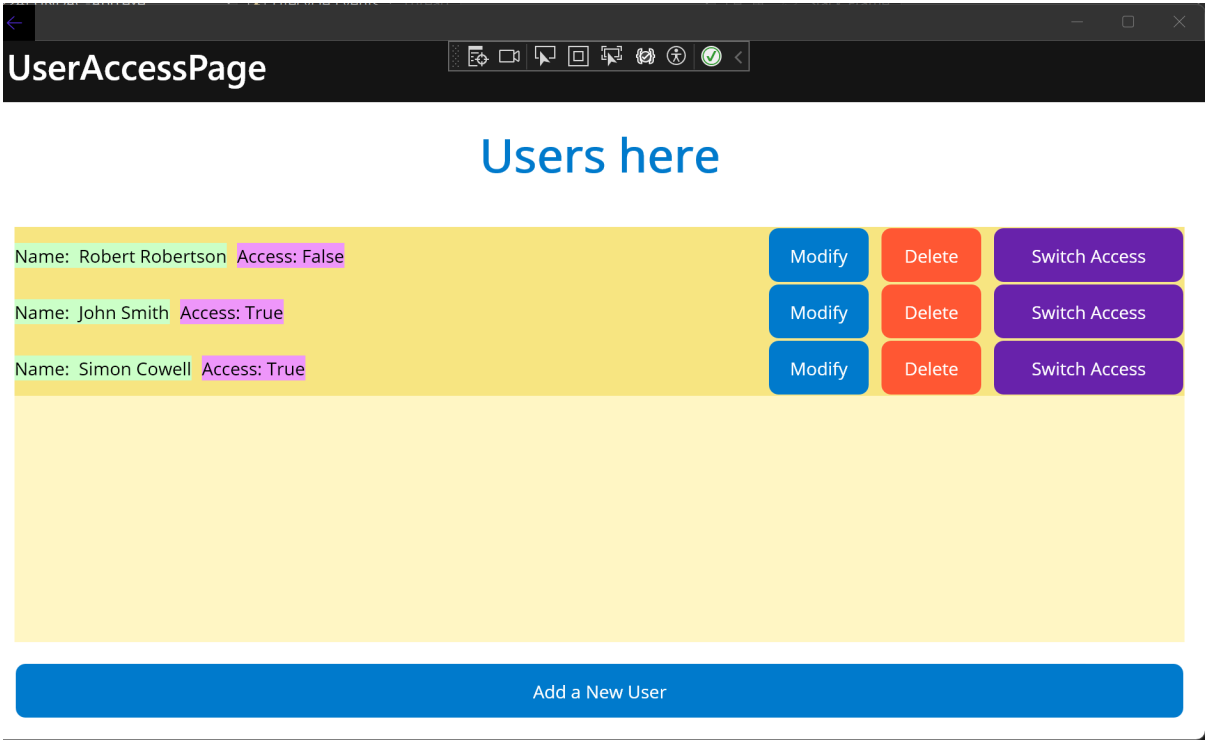 UserAccessPage
Users here
Name: Robert Robertson Access: False Modify Delete Switch Access
Name: John Smith Access: True Modify Delete Switch Access
Name: Simon Cowell Access: True Modify Delete Switch Access
Add a New User